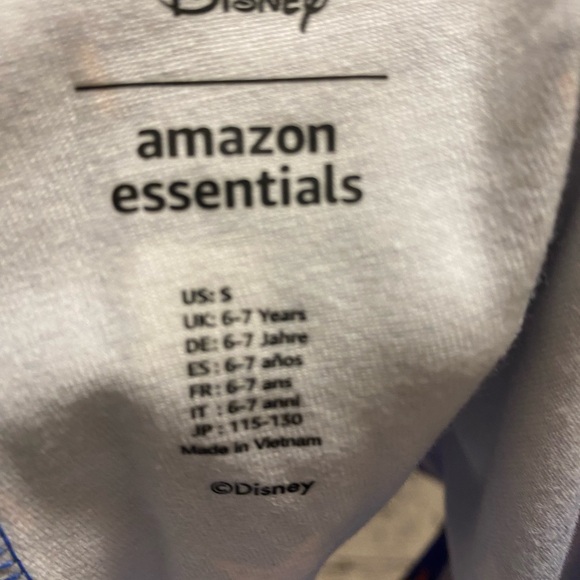 Disney
amazon
essentials
US: S
UK: 6-7 Years
DE: 6-7 Jahre
ES : 6-7 años
FR : 6-7 ans
IT : 6-7 anni
JP : 115-130
Made in Vietnam
©Disney